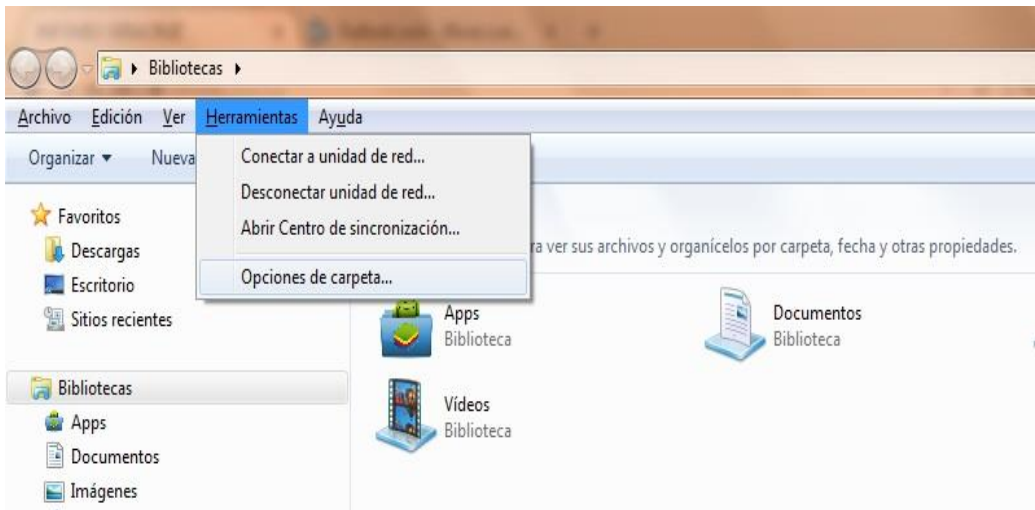 Bibliotecas
Archivo Edición Ver Herramientas Ayuda
Organizar Nueva
Conectar a unidad de red...
Desconectar unidad de red...
Abrir Centro de sincronización...
Opciones de carpeta...
ver sus archivos y organícelos por carpeta, fecha y otras propiedades.
Favoritos
Descargas
Escritorio
Sitios recientes
Bibliotecas
Apps
Documentos
Imágenes
Apps
Biblioteca
Documentos
Biblioteca
Vídeos
Biblioteca